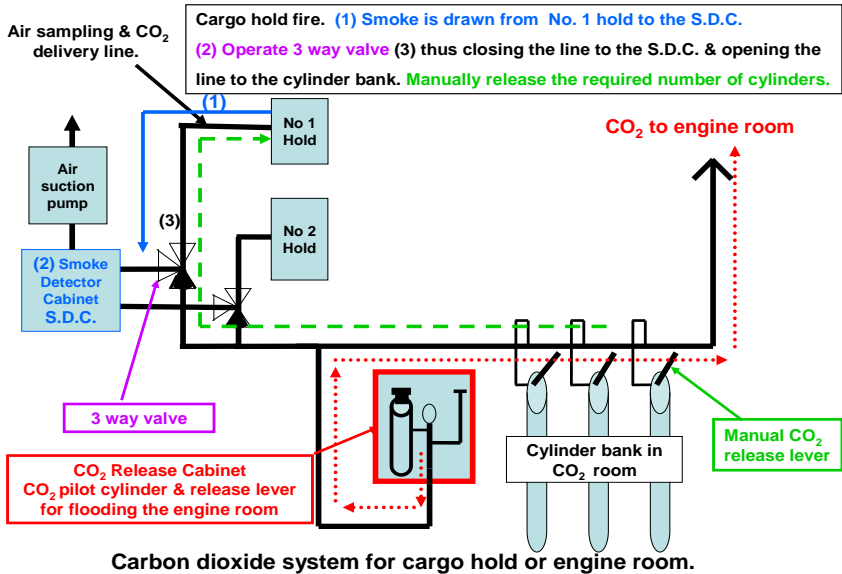 Cargo hold fire. (1) Smoke is drawn from No. 1 hold to the S.D.C.
(2) Operate 3 way valve (3) thus closing the line to the S.D.C. & opening the
line to the cylinder bank. Manually release the required number of cylinders.
Air sampling & CO2
delivery line.
(1)
No 1
Hold
CO2 to engine room
Air
suction
pump
(3)
No 2
Hold
(2) Smoke
Detector
Cabinet
S.D.C.
3 way valve
CO2 Release Cabinet
CO2 pilot cylinder & release lever
for flooding the engine room
Cylinder bank in
CO2 room
Manual CO2
release lever
Carbon dioxide system for cargo hold or engine room.